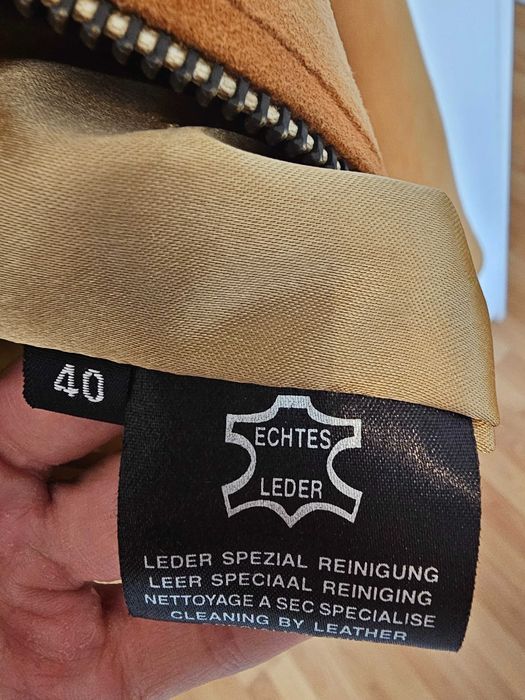 40
ECHTES
LEDER
LEDER SPEZIAL REINIGUNG
LEER SPECIAAL REINIGING
NETTOYAGE A SEC SPECIALISE
CLEANING BY LEATHER